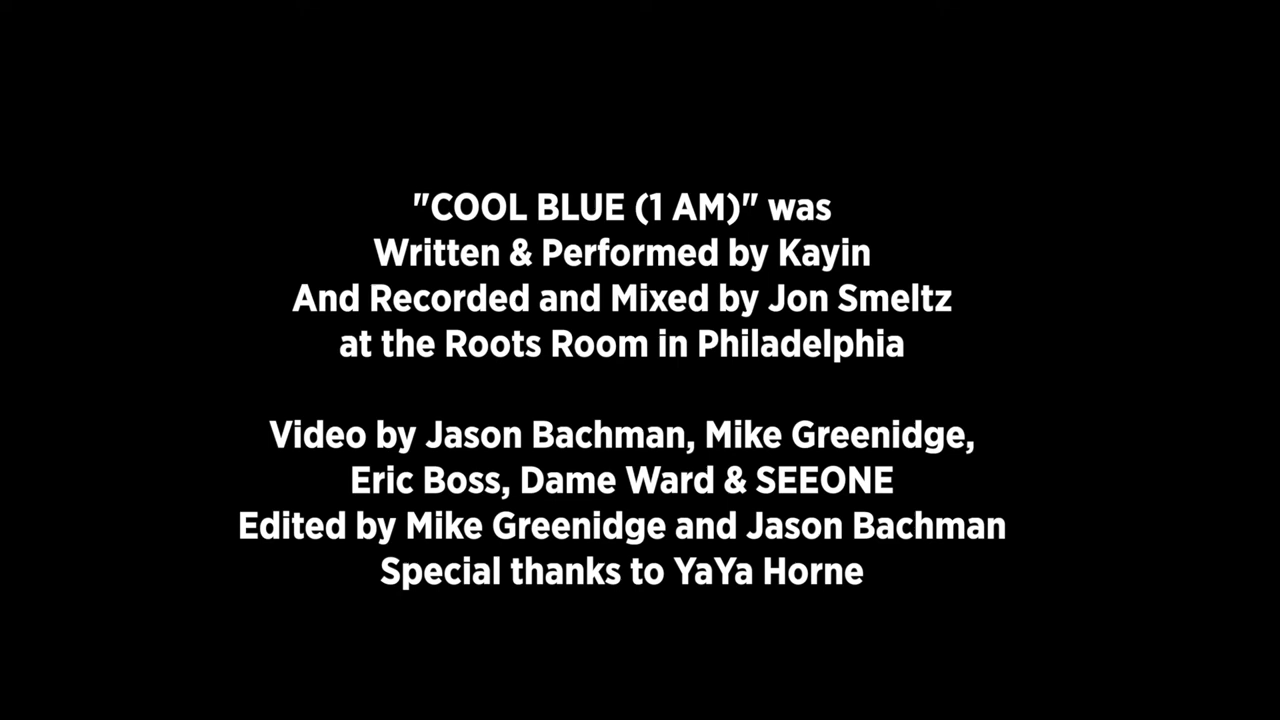 "COOL BLUE (1 AM)" was
Written & Performed by Kayin
And Recorded and Mixed by Jon Smeltz
at the Roots Room in Philadelphia
Video by Jason Bachman, Mike Greenidge,
Eric Boss, Dame Ward & SEEONE
Edited by Mike Greenidge and Jason Bachman
Special thanks to YaYa Horne